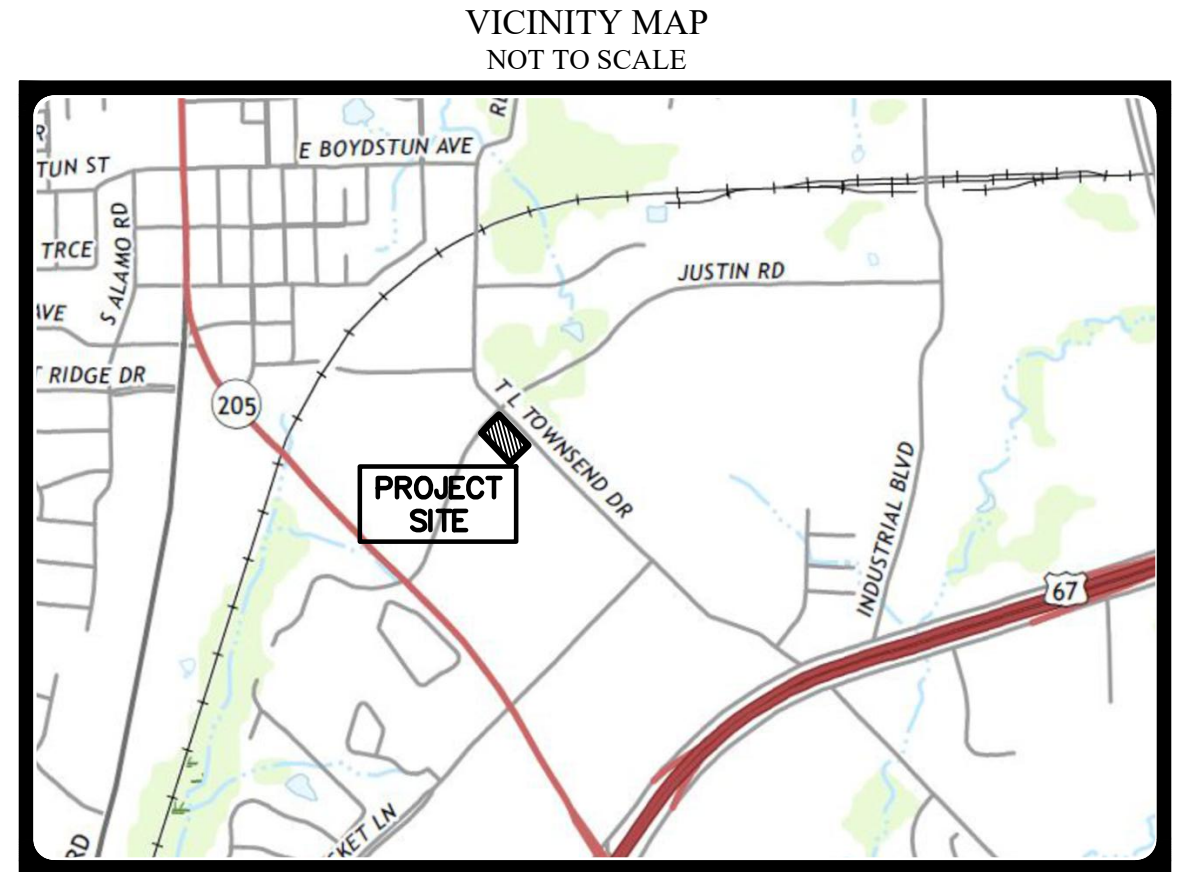 VICINITY MAP
NOT TO SCALE
E BOYDSTUN AVE
TUN ST
S ALAMO RD
TRCE
JUSTIN RD
AVE
T RIDGE DR
205
T L TOWNSEND DR
PROJECT
SITE
INDUSTRIAL BLVD
67
KET LN
RD